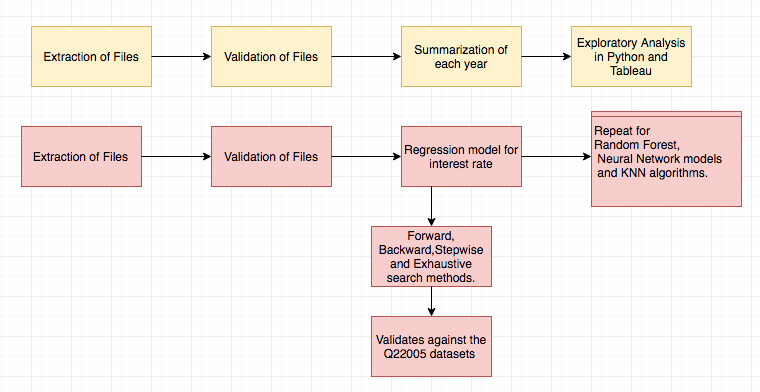 Extraction of Files
Validation of Files
Summarization of
each year
Exploratory Analysis
in Python and
Tableau
Extraction of Files
Validation of Files
Regression model for
interest rate
Repeat for
Random Forest,
Neural Network models
and KNN algorithms.
Forward,
Backward,Stepwise
and Exhaustive
search methods.
Validates against the
Q22005 datasets